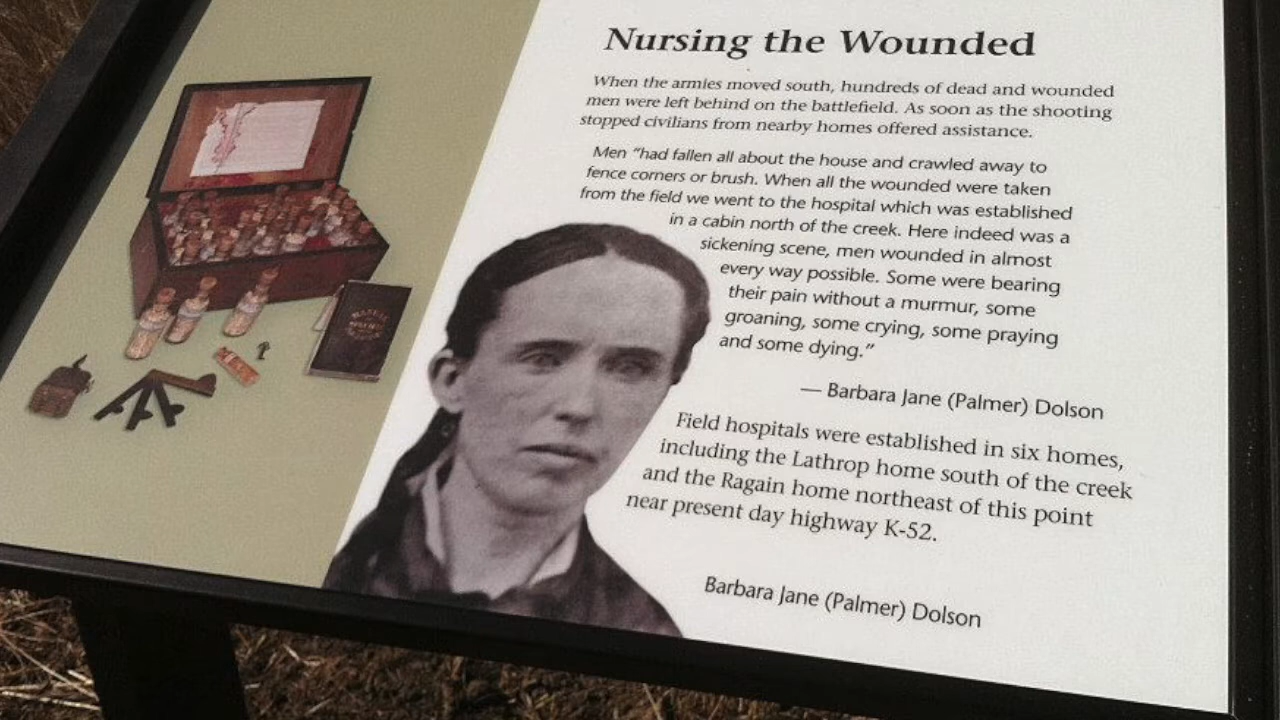 Nursing the Wounded
When the armies moved south, hundreds of dead and wounded
men were left behind on the battlefield. As soon as the shooting
stopped civilians from nearby homes offered assistance.
Men “had fallen all about the house and crawled away to
fence corners or brush. When all the wounded were taken
from the field we went to the hospital which was established
in a cabin north of the creek. Here indeed was a
sickening scene, men wounded in almost
every way possible. Some were bearing
their pain without a murmur, some
groaning, some crying, some praying
and some dying.”
— Barbara Jane (Palmer) Dolson
Field hospitals were established in six homes,
including the Lathrop home south of the creek
and the Ragain home northeast of this point
near present day highway K-52.
Barbara Jane (Palmer) Dolson